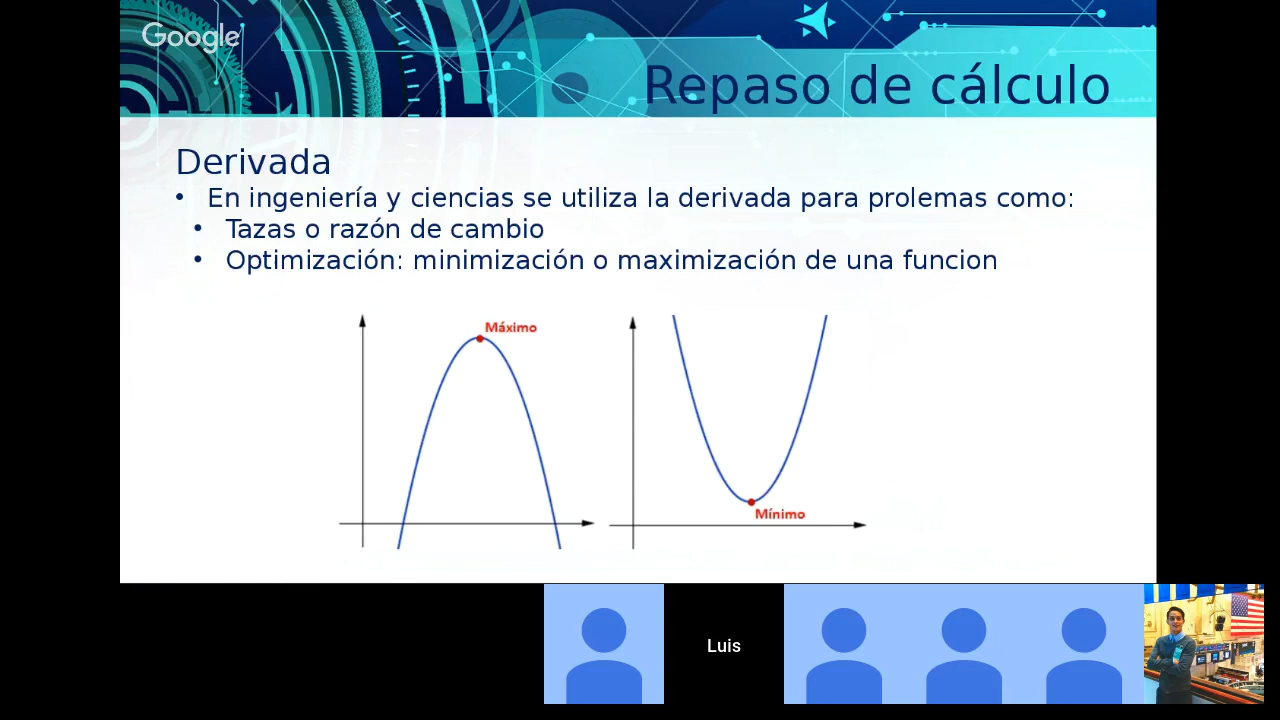 Google
Repaso de cálculo
Derivada
• En ingeniería y ciencias se utiliza la derivada para prolemas como:
• Tazas o razón de cambio
• Optimización: minimización o maximización de una funcion
Máximo
Mínimo
Luis